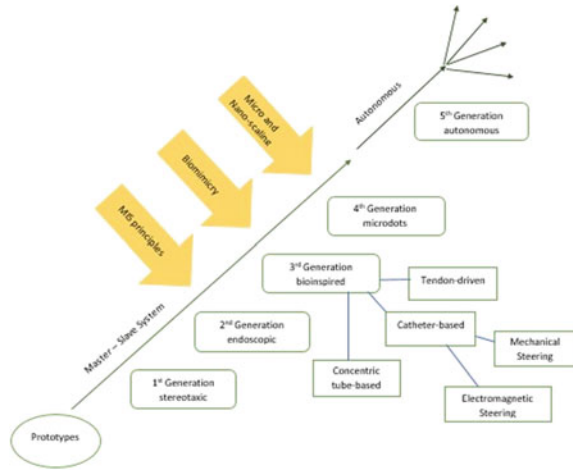 Autonomous
5th Generation
autonomous
Micro and
Nano-scaline
Biomimicry
MIS principles
4th Generation
microdots
3rd Generation
bioinspired
Tendon-driven
Master – Slave System
2nd Generation
endoscopic
Catheter-based
Mechanical
Steering
1st Generation
stereotaxic
Concentric
tube-based
Electromagnetic
Steering
Prototypes